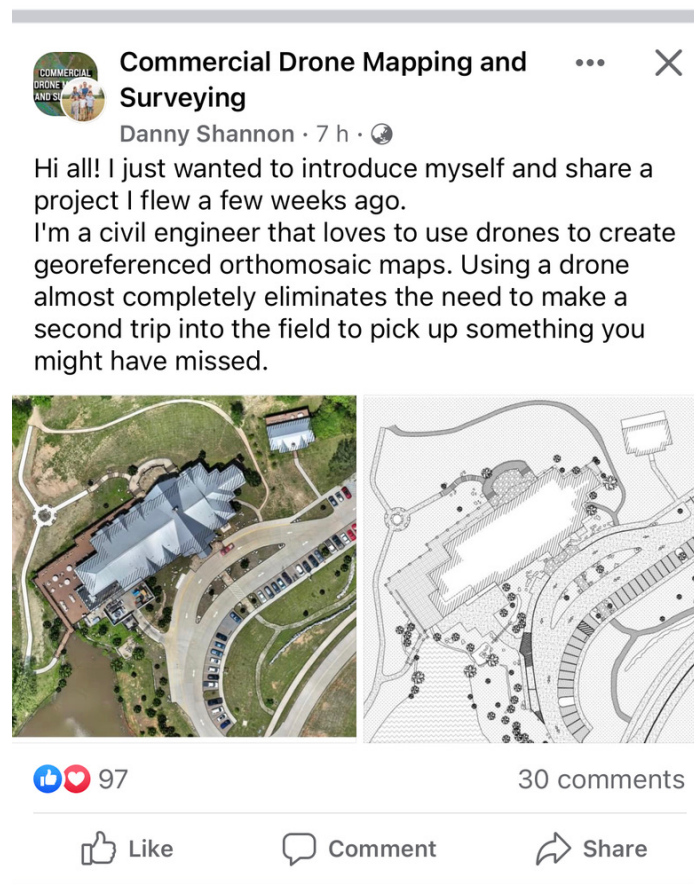 Commercial Drone Mapping and
Surveying
COMMERCIAL
DRONE
AND
Danny Shannon · 7 h ·
Hi all! I just wanted to introduce myself and share a
project I flew a few weeks ago.
I'm a civil engineer that loves to use drones to create
georeferenced orthomosaic maps. Using a drone
almost completely eliminates the need to make a
second trip into the field to pick up something you
might have missed.
97
30 comments
Like
Comment
Share